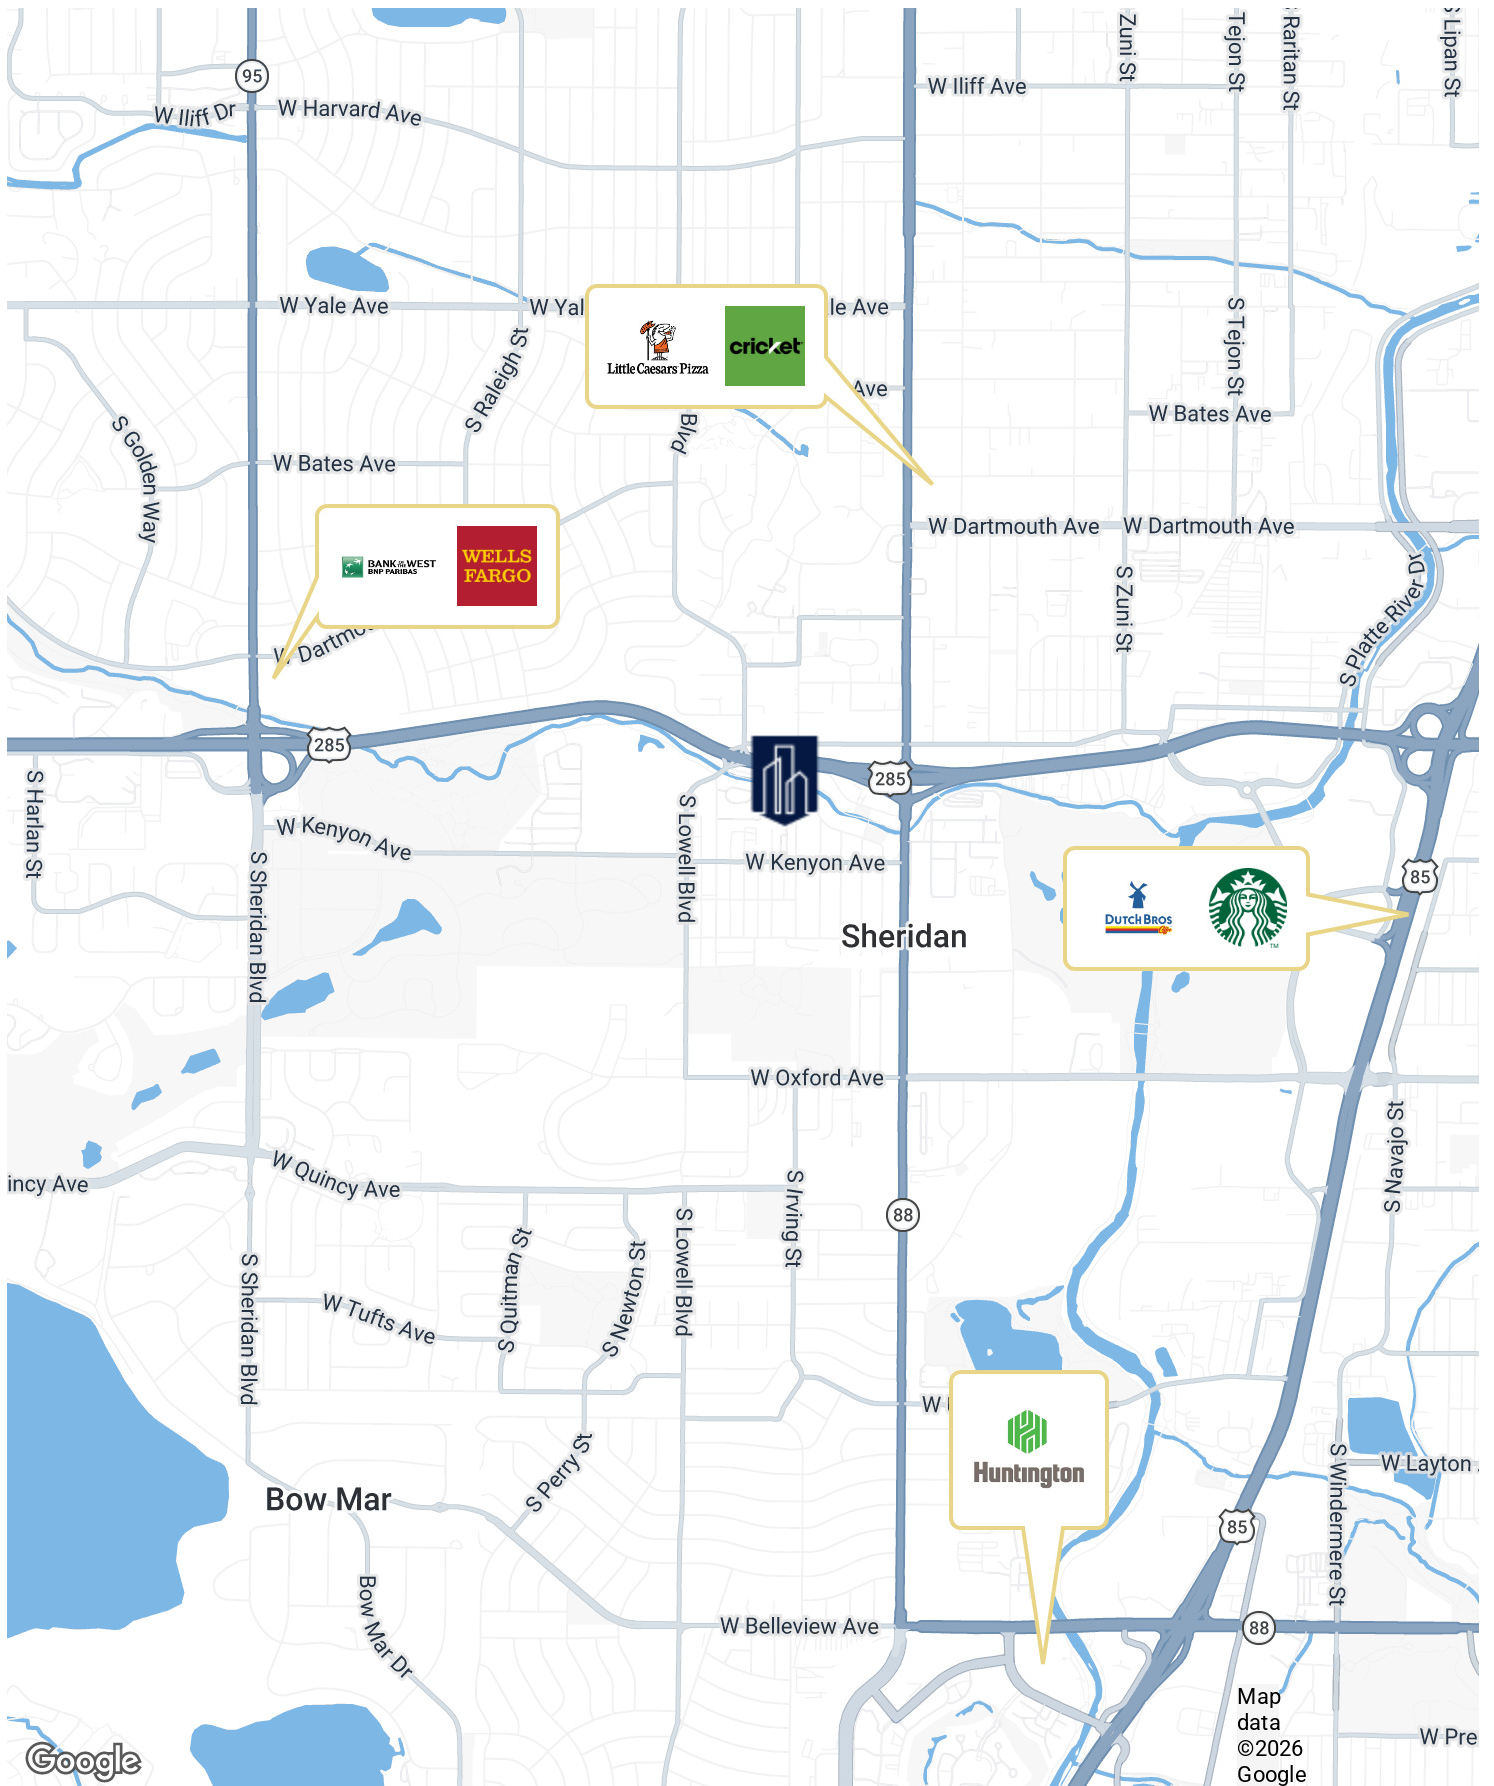 Zuni St
Tejon St
Raritan St
S Lipan St
95
W Iliff Ave
W Iliff Dr
W Harvard Ave
W Yale Ave
W Yal
le Ave
S Tejon St
Little Caesars Pizza
cricket
Ave
S Raleigh St
Blvd
W Bates Ave
S Golden Way
W Bates Ave
W Dartmouth Ave
W Dartmouth Ave
BANK OF THE WEST
BNP PARIBAS
WELLS
FARGO
S Zuni St
S Platte River Dr
W Dartmou
285
285
S Harlan St
W Kenyon Ave
S Lowell Blvd
W Kenyon Ave
85
S Sheridan Blvd
DUTCH BROS
TM
Sheridan
W Oxford Ave
S Navajo St
W Quincy Ave
incy Ave
S Irving St
88
S Sheridan Blvd
S Quitman St
S Newton St
S Lowell Blvd
W Tufts Ave
W
Huntington
S Perry St
W Layton
S Windermere St
Bow Mar
85
Bow Mar Dr
W Belleview Ave
88
Map
data
©2026
Google
W Pre
Google